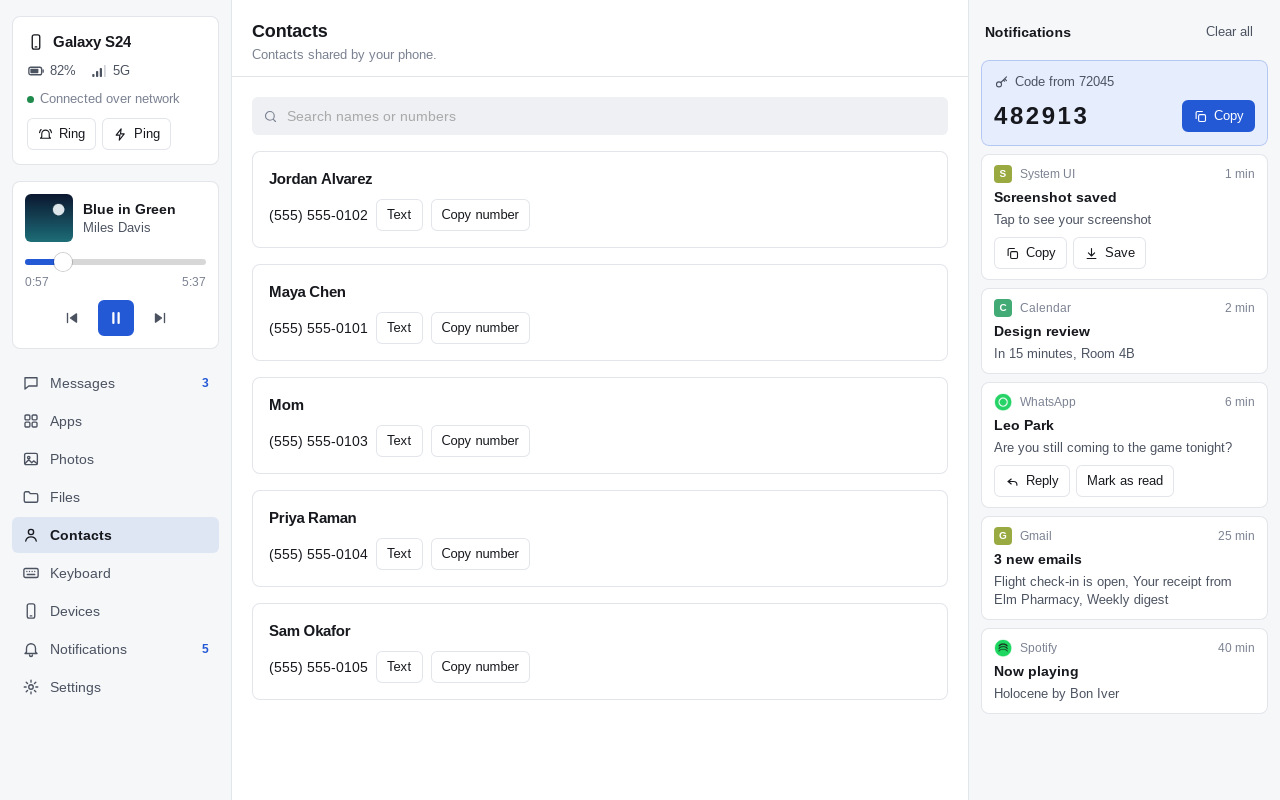 Galaxy S24
82%
5G
Connected over network
Ring
Ping
Blue in Green
Miles Davis
0:57
5:37
Messages
3
Apps
Photos
Files
Contacts
Keyboard
Devices
Notifications
5
Settings
Contacts
Contacts shared by your phone.
Search names or numbers
Jordan Alvarez
(555) 555-0102 Text Copy number
Maya Chen
(555) 555-0101 Text Copy number
Mom
(555) 555-0103 Text Copy number
Priya Raman
(555) 555-0104 Text Copy number
Sam Okafor
(555) 555-0105 Text Copy number
Notifications
Clear all
Code from 72045
482913
Copy
S System UI 1 min
Screenshot saved
Tap to see your screenshot
Copy Save
C Calendar 2 min
Design review
In 15 minutes, Room 4B
WhatsApp 6 min
Leo Park
Are you still coming to the game tonight?
Reply Mark as read
G Gmail 25 min
3 new emails
Flight check-in is open, Your receipt from
Elm Pharmacy, Weekly digest
Spotify 40 min
Now playing
Holocene by Bon Iver